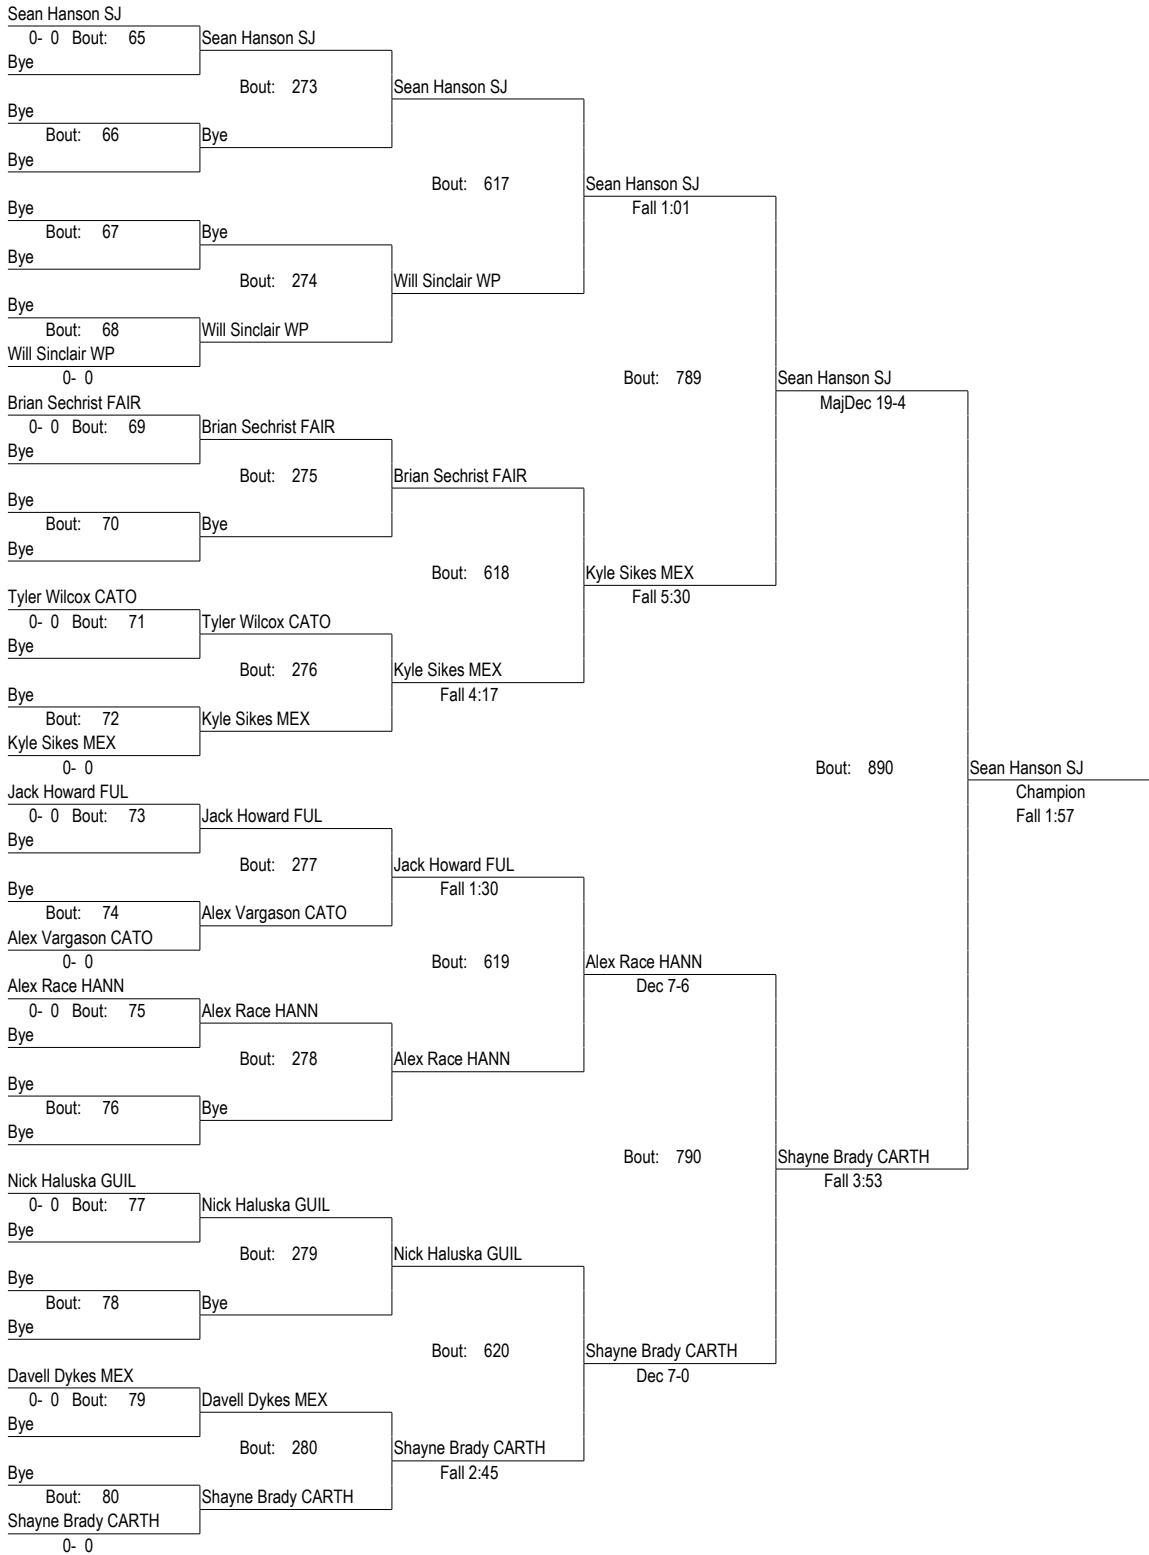 Sean Hanson SJ
0- 0 Bout: 65 Sean Hanson SJ
Bye
Bout: 273 Sean Hanson SJ
Bye
Bout: 66 Bye
Bye
Bout: 617 Sean Hanson SJ
Bye Fall 1:01
Bout: 67 Bye
Bye
Bout: 274 Will Sinclair WP
Bye
Bout: 68 Will Sinclair WP
Will Sinclair WP
0- 0 Bout: 789 Sean Hanson SJ
Brian Sechrist FAIR MajDec 19-4
0- 0 Bout: 69 Brian Sechrist FAIR
Bye
Bout: 275 Brian Sechrist FAIR
Bye
Bout: 70 Bye
Bye
Bout: 618 Kyle Sikes MEX
Tyler Wilcox CATO Fall 5:30
0- 0 Bout: 71 Tyler Wilcox CATO
Bye
Bout: 276 Kyle Sikes MEX
Bye Fall 4:17
Bout: 72 Kyle Sikes MEX
Kyle Sikes MEX
0- 0 Bout: 890 Sean Hanson SJ
Jack Howard FUL Champion
0- 0 Bout: 73 Jack Howard FUL Fall 1:57
Bye
Bout: 277 Jack Howard FUL
Bye Fall 1:30
Bout: 74 Alex Vargason CATO
Alex Vargason CATO
0- 0 Bout: 619 Alex Race HANN
Alex Race HANN Dec 7-6
0- 0 Bout: 75 Alex Race HANN
Bye
Bout: 278 Alex Race HANN
Bye
Bout: 76 Bye
Bye
Bout: 790 Shayne Brady CARTH
Nick Haluska GUIL Fall 3:53
0- 0 Bout: 77 Nick Haluska GUIL
Bye
Bout: 279 Nick Haluska GUIL
Bye
Bout: 78 Bye
Bye
Bout: 620 Shayne Brady CARTH
Davell Dykes MEX Dec 7-0
0- 0 Bout: 79 Davell Dykes MEX
Bye
Bout: 280 Shayne Brady CARTH
Bye Fall 2:45
Bout: 80 Shayne Brady CARTH
Shayne Brady CARTH
0- 0